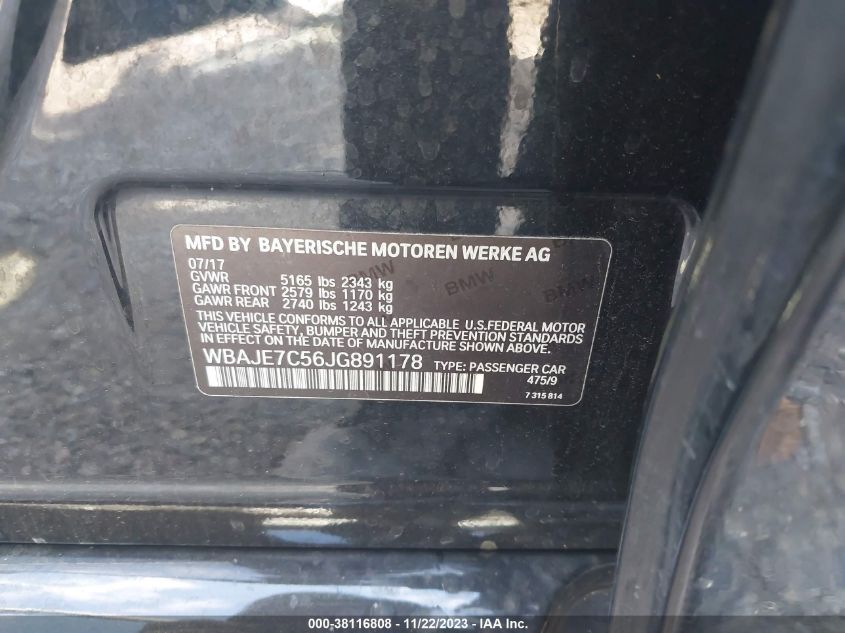 MFD BY BAYERISCHE MOTOREN WERKE AG
07/17
GVWR 5165 lbs 2343 kg
GAWR FRONT 2579 lbs 1170 kg
GAWR REAR 2740 lbs 1243 kg
BMW BMW BMW
THIS VEHICLE CONFORMS TO ALL APPLICABLE U.S.FEDERAL MOTOR
VEHICLE SAFETY, BUMPER AND THEFT PREVENTION STANDARDS
IN EFFECT ON THE DATE OF MANUFACTURE SHOWN ABOVE.
WBAJE7C56JG891178 TYPE: PASSENGER CAR
475/9
7 315 814
000-38116808 - 11/22/2023 - © IAA Inc.